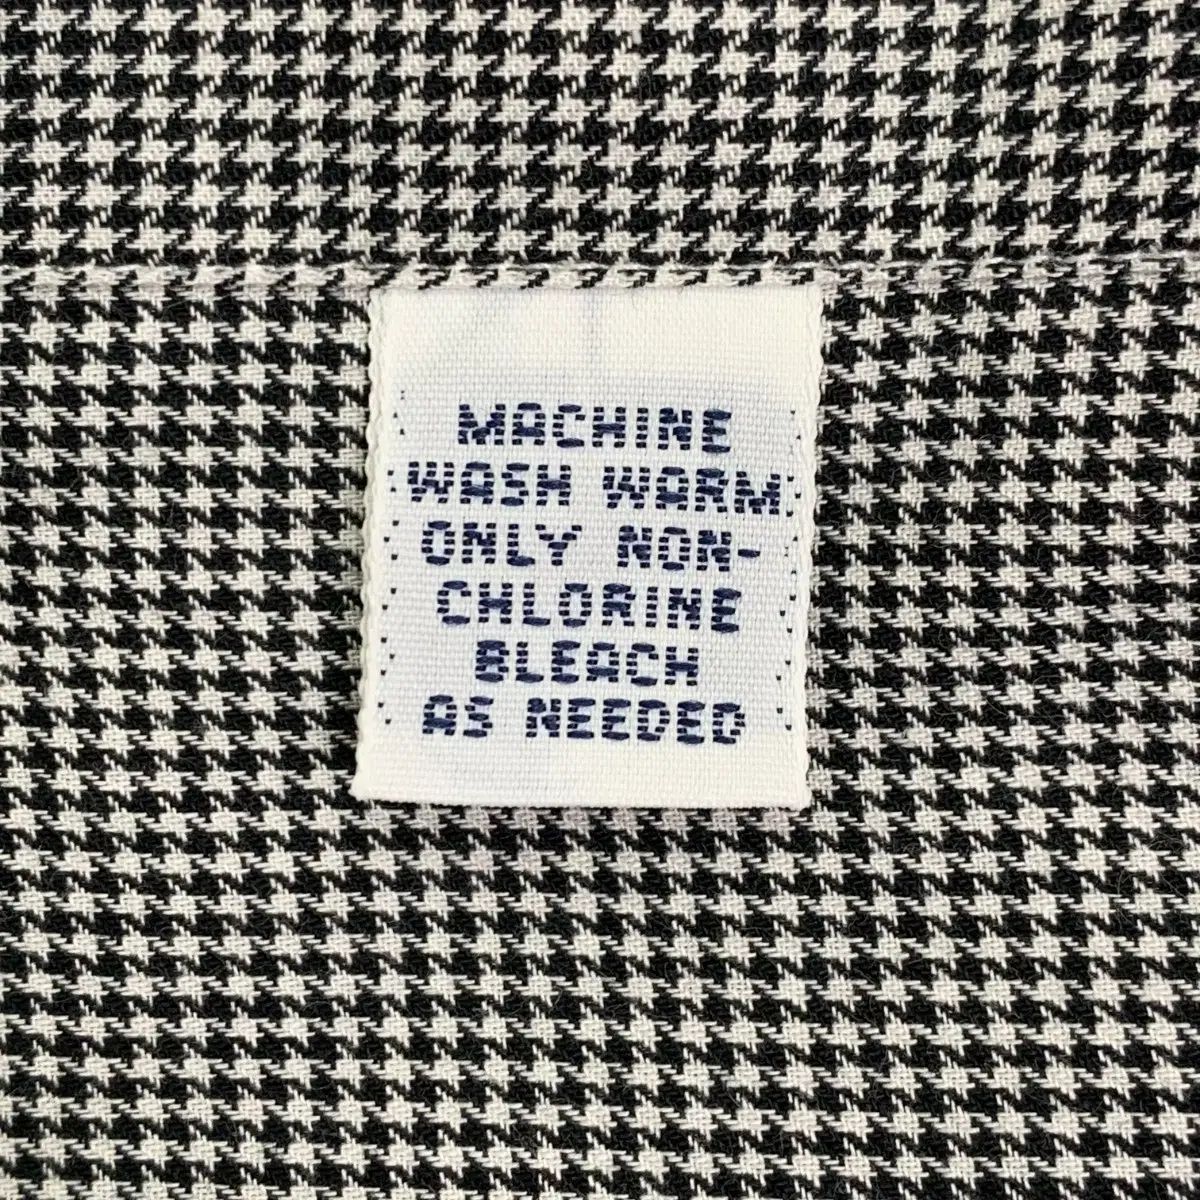 MACHINE
WASH WARM.
ONLY NON-
CHLORINE
BLEACH
AS NEEDED